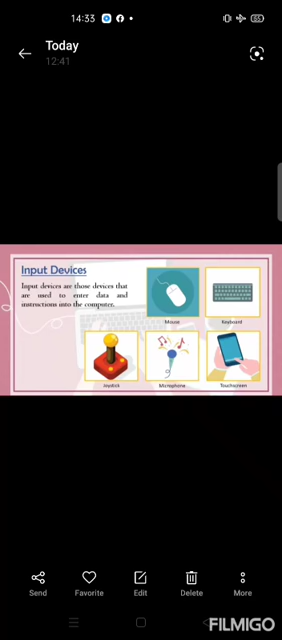 14:33
55
Today
12:41
Input Devices
Input devices are those devices that
are used to enter data and
instructions into the computer.
Mouse
Keyboard
Joystick
Microphone
Touchscreen
Send
Favorite
Edit
Delete
More
FILMIGO